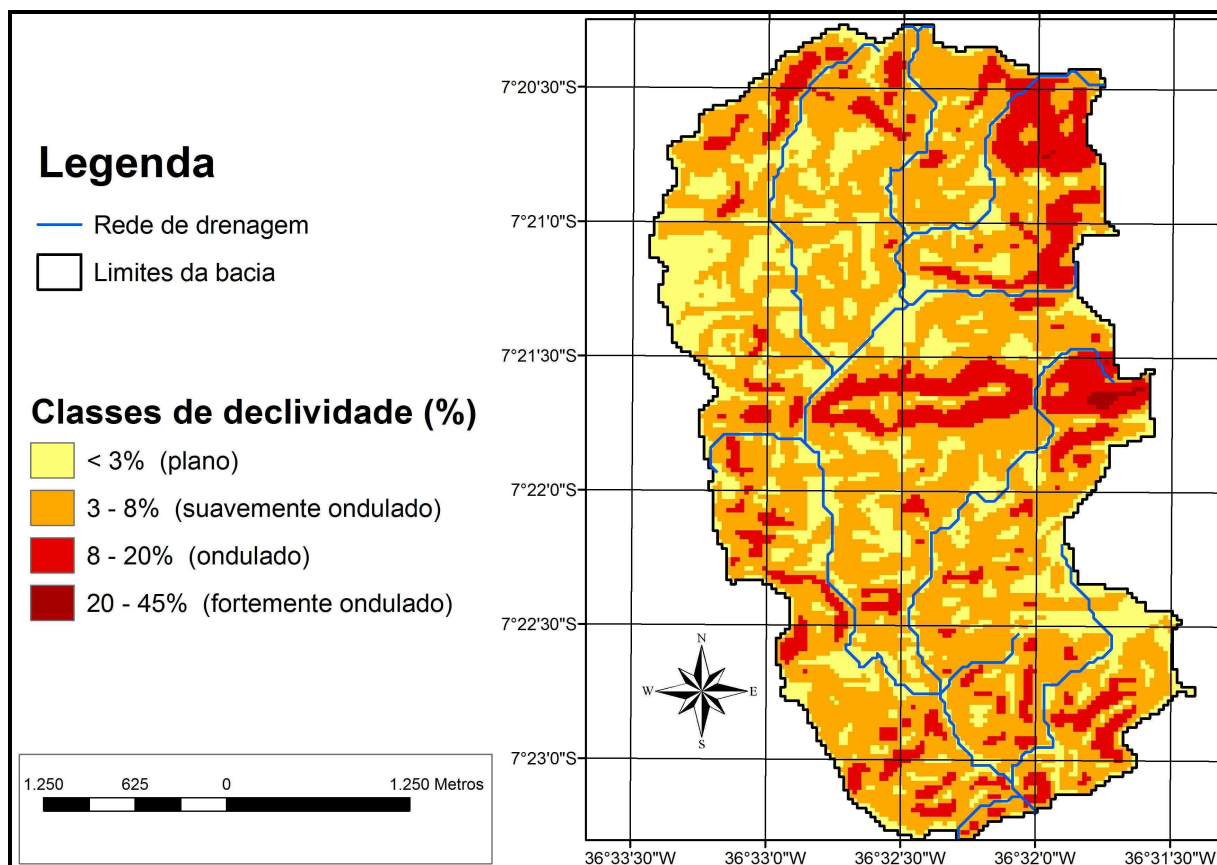 Legenda
Rede de drenagem
Limites da bacia
Classes de declividade (%)
< 3% (plano)
3 - 8% (suavemente ondulado)
8 - 20% (ondulado)
20 - 45% (fortemente ondulado)
1.250 625 0 1.250 Metros
7°20'30"S
7°21'0"S
7°21'30"S
7°22'0"S
7°22'30"S
7°23'0"S
N
W E
S
36°33'30"W 36°33'0"W 36°32'30"W 36°32'0"W 36°31'30"W